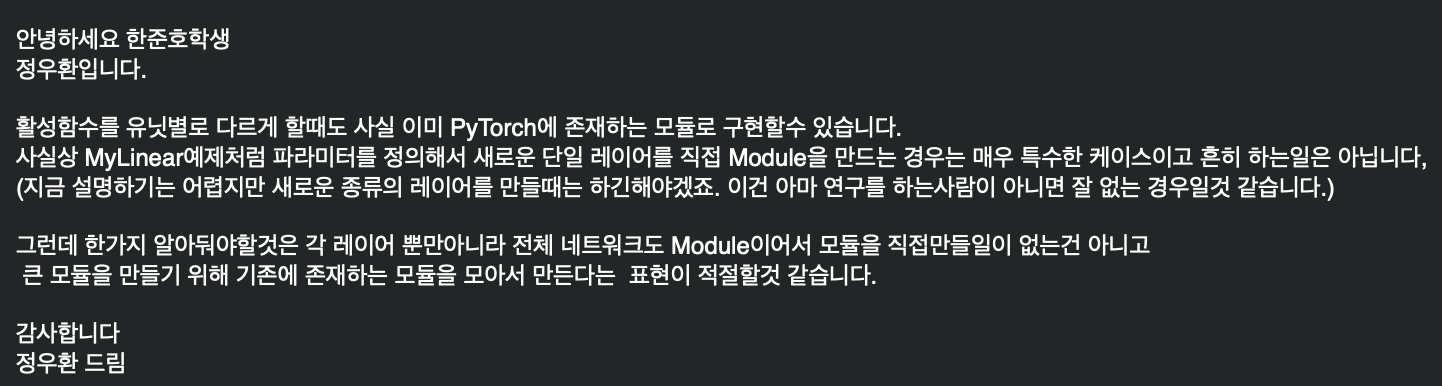 안녕하세요 한준호학생
정우환입니다.
활성함수를 유닛별로 다르게 할때도 사실 이미 PyTorch에 존재하는 모듈로 구현할수 있습니다.
사실상 MyLinear예제처럼 파라미터를 정의해서 새로운 단일 레이어를 직접 Module을 만드는 경우는 매우 특수한 케이스이고 흔히 하는일은 아닙니다,
(지금 설명하기는 어렵지만 새로운 종류의 레이어를 만들때는 하긴해야겠죠. 이건 아마 연구를 하는사람이 아니면 잘 없는 경우일것 같습니다.)
그런데 한가지 알아둬야할것은 각 레이어 뿐만아니라 전체 네트워크도 Module이어서 모듈을 직접만들일이 없는건 아니고
큰 모듈을 만들기 위해 기존에 존재하는 모듈을 모아서 만든다는 표현이 적절할것 같습니다.
감사합니다
정우환 드림